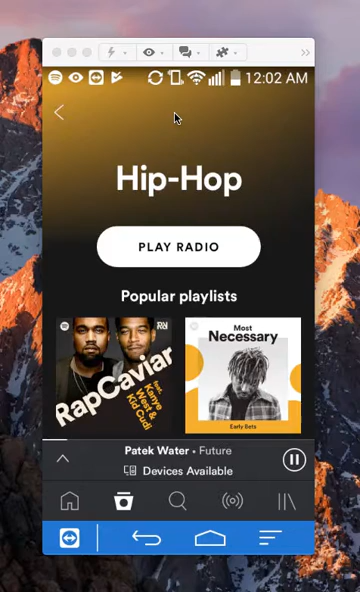 12:02 AM
Hip-Hop
PLAY RADIO
Popular playlists
RapCaviar
feat.
Kanye
West &
Kid Cudi
Most
Necessary
Early Bets
Patek Water • Future
Devices Available